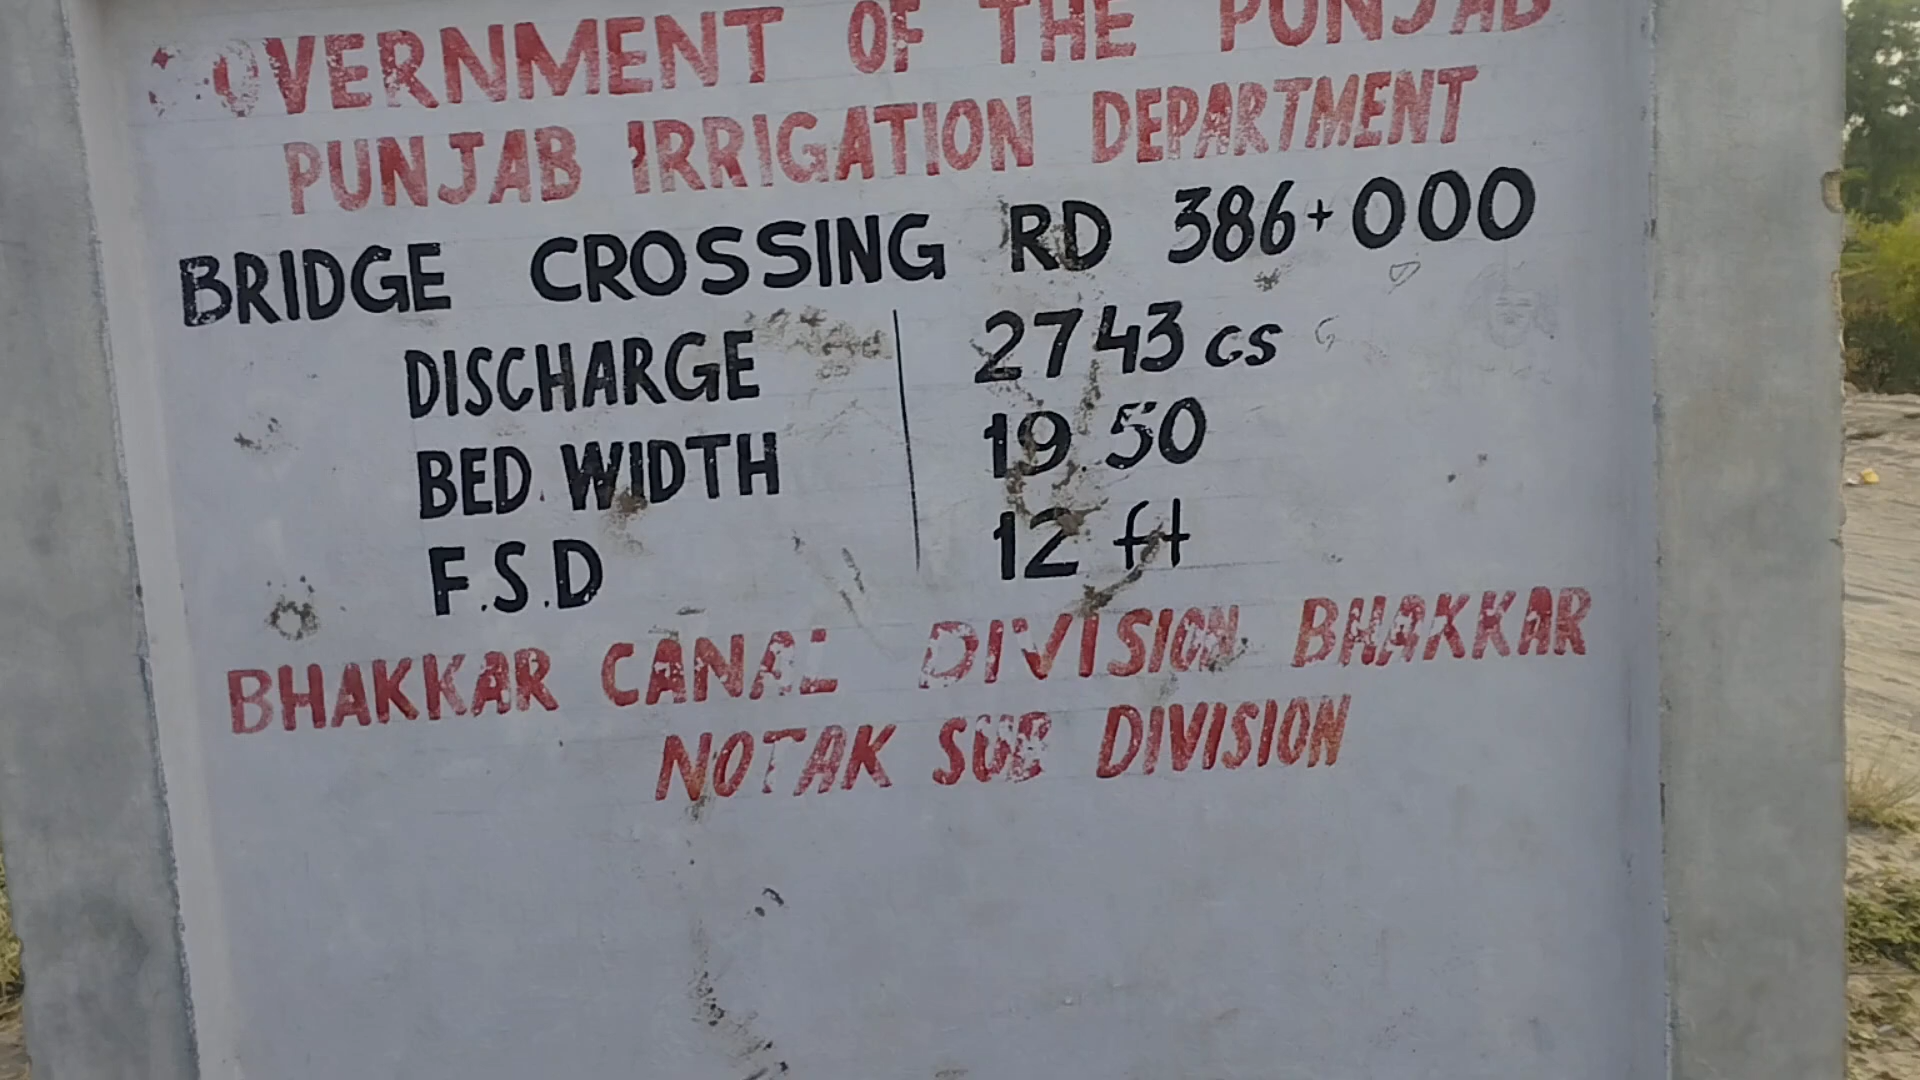 GOVERNMENT OF THE PUNJAB
PUNJAB IRRIGATION DEPARTMENT
BRIDGE CROSSING RD 386+000
DISCHARGE 2743 cs
BED WIDTH 19.50
F.S.D 12 ft
BHAKKAR CANAL DIVISION BHAKKAR
NOTAK SUB DIVISION